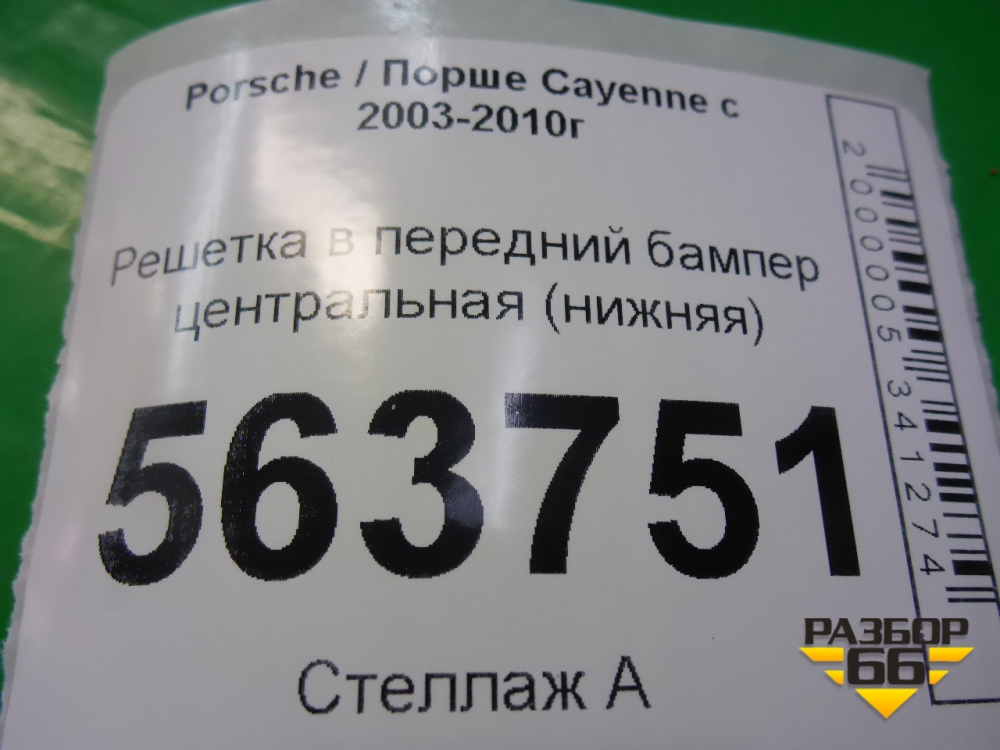 Porsche / Порше Cayenne с
2003-2010г
Решетка в передний бампер
центральная (нижняя)
563751
Стеллаж А
2000005341274
РАЗБОР
66